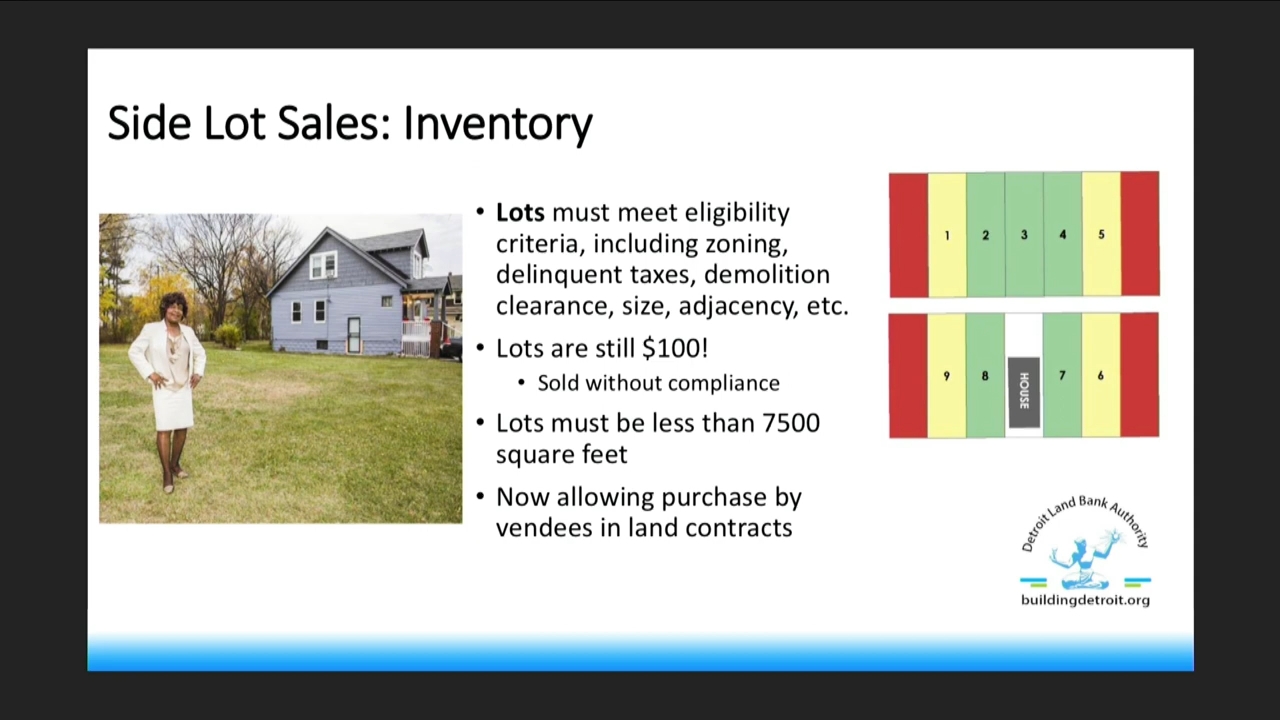 Side Lot Sales: Inventory
• Lots must meet eligibility
criteria, including zoning,
delinquent taxes, demolition
clearance, size, adjacency, etc.
• Lots are still $100!
• Sold without compliance
• Lots must be less than 7500
square feet
• Now allowing purchase by
vendees in land contracts
1 2 3 4 5
9 8 HOUSE 7 6
Detroit Land Bank Authority
buildingdetroit.org